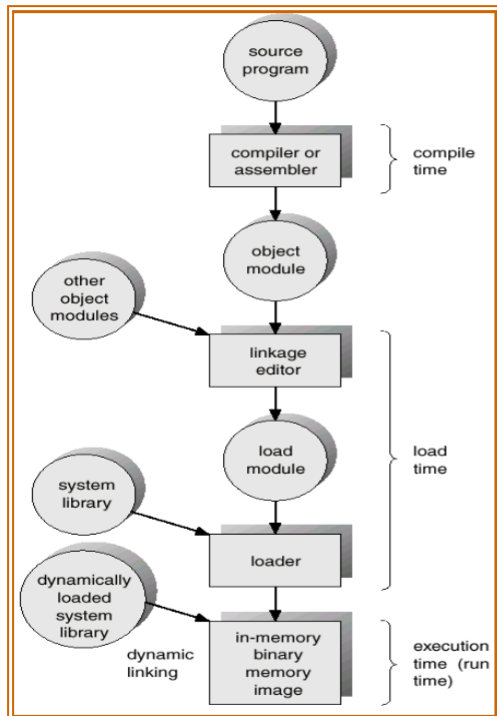 source
program
compiler or
assembler
compile
time
object
module
other
object
modules
linkage
editor
load
module
load
time
system
library
loader
dynamically
loaded
system
library
dynamic
linking
in-memory
binary
memory
image
execution
time (run
time)